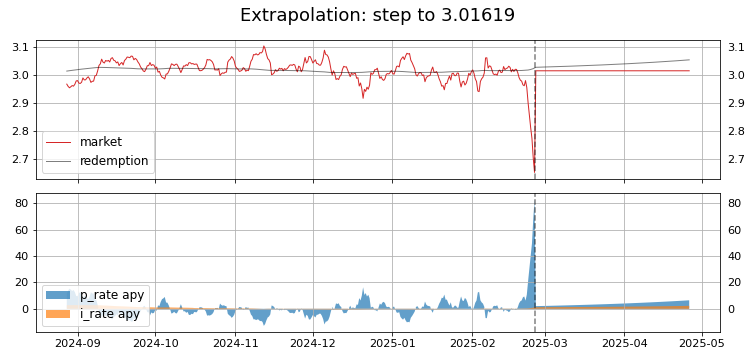 Extrapolation: step to 3.01619
3.1 3.1
3.0 3.0
2.9 2.9
2.8 2.8
2.7 2.7
market
redemption
80 80
60 60
40 40
20 20
0 0
p_rate apy
i_rate apy
2024-09 2024-10 2024-11 2024-12 2025-01 2025-02 2025-03 2025-04 2025-05